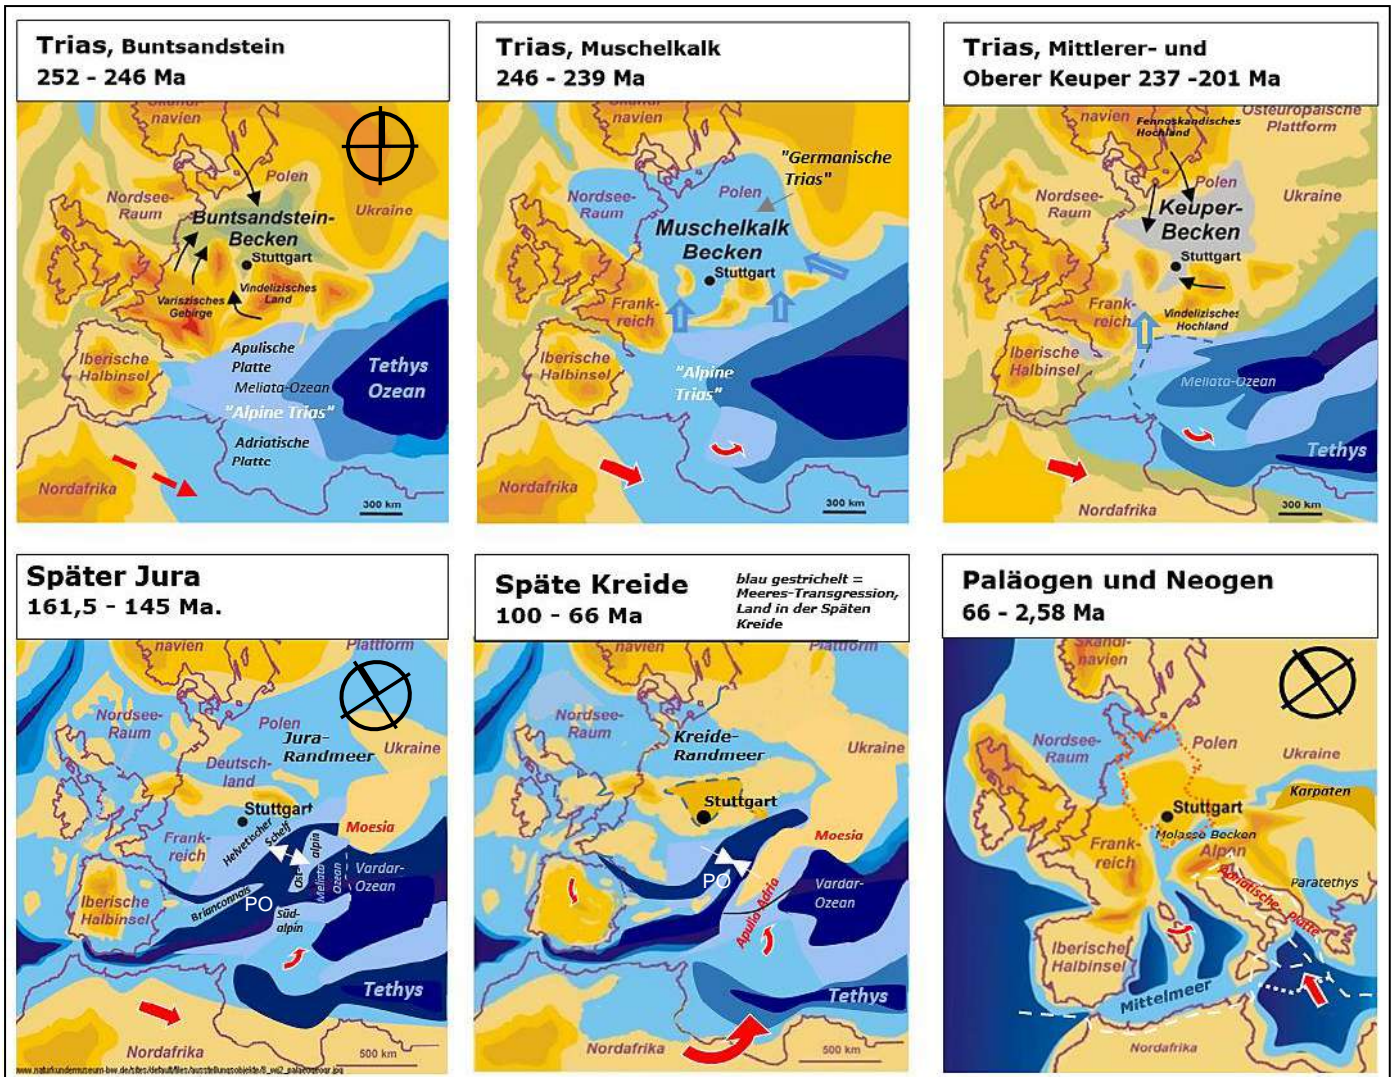 Trias, Buntsandstein
252 - 246 Ma
Skandi-
navien
Nordsee-
Raum
Polen
Ukraine
Buntsandstein-
Becken
Stuttgart
Variszisches
Gebirge
Vindelizisches
Land
Iberische
Halbinsel
Apulische
Platte
Meliata-Ozean
"Alpine Trias"
Adriatische
Platte
Tethys
Ozean
Nordafrika
300 km
Trias, Muschelkalk
246 - 239 Ma
Skandi-
navien
Nordsee-
Raum
Polen
"Germanische
Trias"
Muschelkalk
Becken
Stuttgart
Frank-
reich
Iberische
Halbinsel
"Alpine
Trias"
Nordafrika
300 km
Trias, Mittlerer- und
Oberer Keuper 237 -201 Ma
navien
Fennoskandisches
Hochland
Osteuropäische
Plattform
Nordsee-
Raum
Polen
Ukraine
Keuper-
Becken
Stuttgart
Frank-
reich
Vindelizisches
Hochland
Iberische
Halbinsel
Meliata-Ozean
Tethys
Nordafrika
300 km
Später Jura
161,5 - 145 Ma.
navien
Plattform
Nordsee-
Raum
Polen
Jura-
Randmeer
Ukraine
Deutsch-
land
Stuttgart
Frank-
reich
Helvetischer
Schelf
Ost-
alpin
Meliata
Ozean
Moesia
Vardar-
Ozean
Iberische
Halbinsel
Brianconnais
PO
Süd-
alpin
Tethys
Nordafrika
500 km
Späte Kreide
100 - 66 Ma
blau gestrichelt =
Meeres-Transgression,
Land in der Späten
Kreide
navien
Plattform
Nordsee-
Raum
Kreide-
Randmeer
Ukraine
Stuttgart
Moesia
PO
Apulia-Adria
Vardar-
Ozean
Tethys
Nordafrika
500 km
Paläogen und Neogen
66 - 2,58 Ma
Skandi-
navien
Nordsee-
Raum
Polen
Ukraine
Karpaten
Stuttgart
Molasse Becken
Frank-
reich
Alpen
Adriatische platte
Paratethys
Iberische
Halbinsel
Mittelmeer
Nordafrika